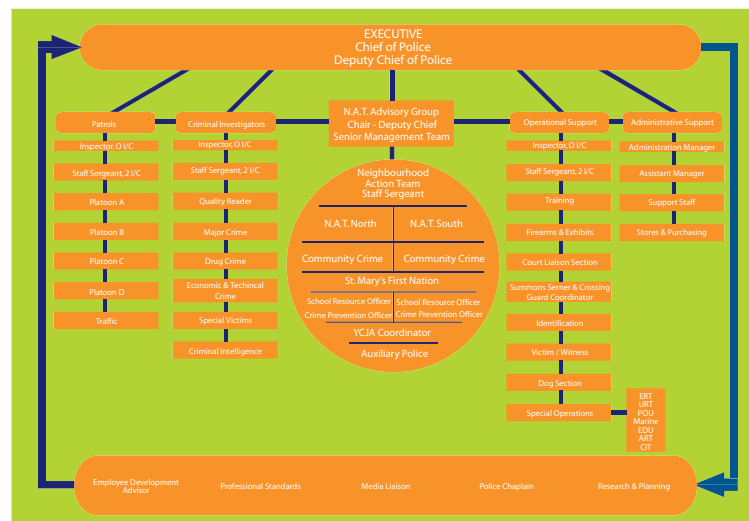 EXECUTIVE
Chief of Police
Deputy Chief of Police
Patrols
Inspector, O I/C
Staff Sergeant, 2 I/C
Platoon A
Platoon B
Platoon C
Platoon D
Traffic
Criminal Investigators
Inspector, O I/C
Staff Sergeant, 2 I/C
Quality Reader
Major Crime
Drug Crime
Economic & Techincal
Crime
Special Victims
Criminal Intelligence
N.A.T. Advisory Group
Chair - Deputy Chief
Senior Management Team
Neighbourhood
Action Team
Staff Sergeant
N.A.T. North
N.A.T. South
Community Crime
Community Crime
St. Mary's First Nation
School Resource Officer
Crime Prevention Officer
School Resource Officer
Crime Prevention Officer
YCJA Coordinator
Auxiliary Police
Operational Support
Inspector, O I/C
Staff Sergeant, 2 I/C
Training
Firearms & Exhibits
Court Liaison Section
Summons Serner & Crossing
Guard Coordinator
Identification
Victim / Witness
Dog Section
Special Operations
ERT
URT
POU
Marine
EDU
ART
CIT
Administrative Support
Administration Manager
Assistant Manager
Support Staff
Stores & Purchasing
Employee Development
Advisor
Professional Standards
Media Liaison
Police Chaplain
Research & Planning